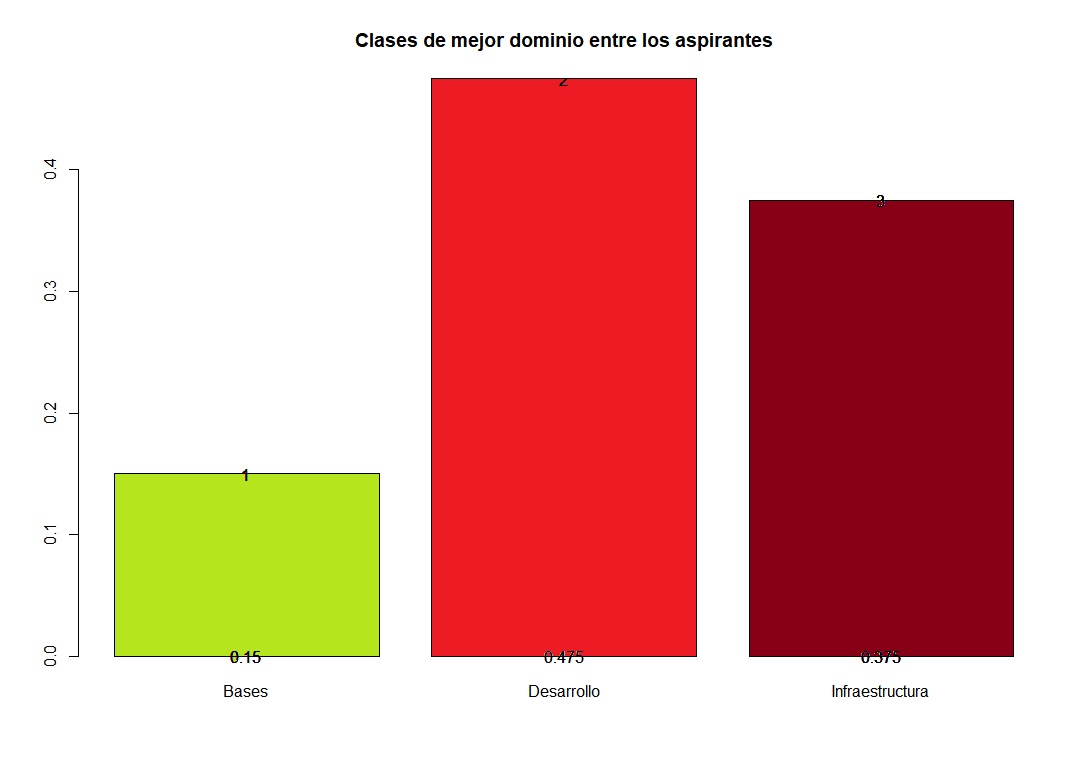 Clases de mejor dominio entre los aspirantes
0.4
0.3
0.2
0.1
0.0
1
2
3
0.15
0.475
0.375
Bases
Desarrollo
Infraestructura